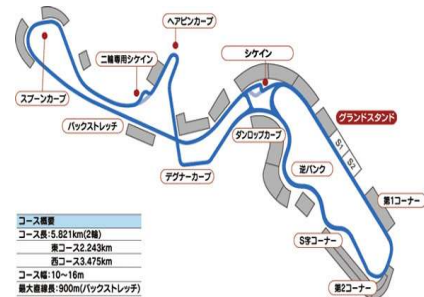 ヘアピンカーブ
二輪専用シケイン
シケイン
スプーンカーブ
グランドスタンド
バックストレッチ
ダンロップカーブ
S1
S2
デグナーカーブ
逆バンク
第1コーナー
S字コーナー
第2コーナー
コース概要
コース長:5.821km(2輪)
東コース2.243km
西コース3.475km
コース幅:10〜16m
最大直線長:900m(バックストレッチ)